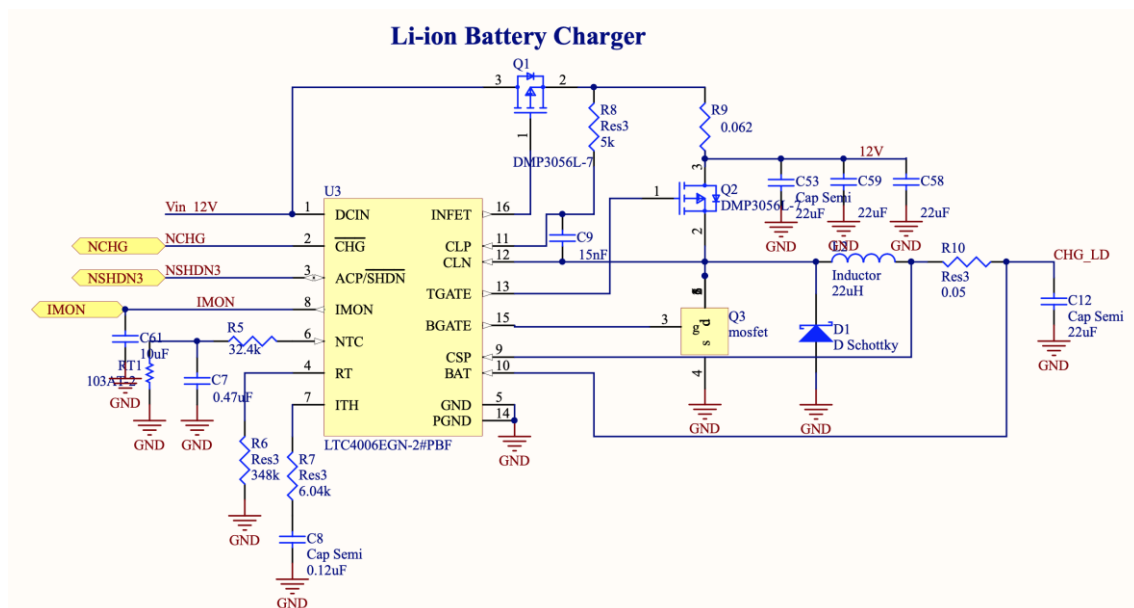 Li-ion Battery Charger
Q1
3
2
1
DMP3056L-7
R8
Res3
5k
R9
0.062
12V
3
1
Q2
DMP3056L-7
2
C53
Cap Semi
22uF
GND
C59
22uF
GND
C58
22uF
GND
U3
Vin_12V
1
DCIN
INFET
16
NCHG
NCHG
2
CHG
CLP
11
C9
15nF
CLN
12
NSHDN3
NSHDN3
3
ACP/SHDN
TGATE
13
IMON
IMON
8
IMON
BGATE
15
C61
10uF
GND
R5
32.4k
6
NTC
CSP
9
RT1
103A1-2
GND
C7
0.47uF
GND
4
RT
BAT
10
7
ITH
GND
5
PGND
14
GND
LTC4006EGN-2#PBF
R6
Res3
348k
GND
R7
Res3
6.04k
C8
Cap Semi
0.12uF
GND
Q3
mosfet
3
g
d
s
4
GND
D1
D Schottky
GND
L2
Inductor
22uH
R10
Res3
0.05
CHG_LD
C12
Cap Semi
22uF
GND